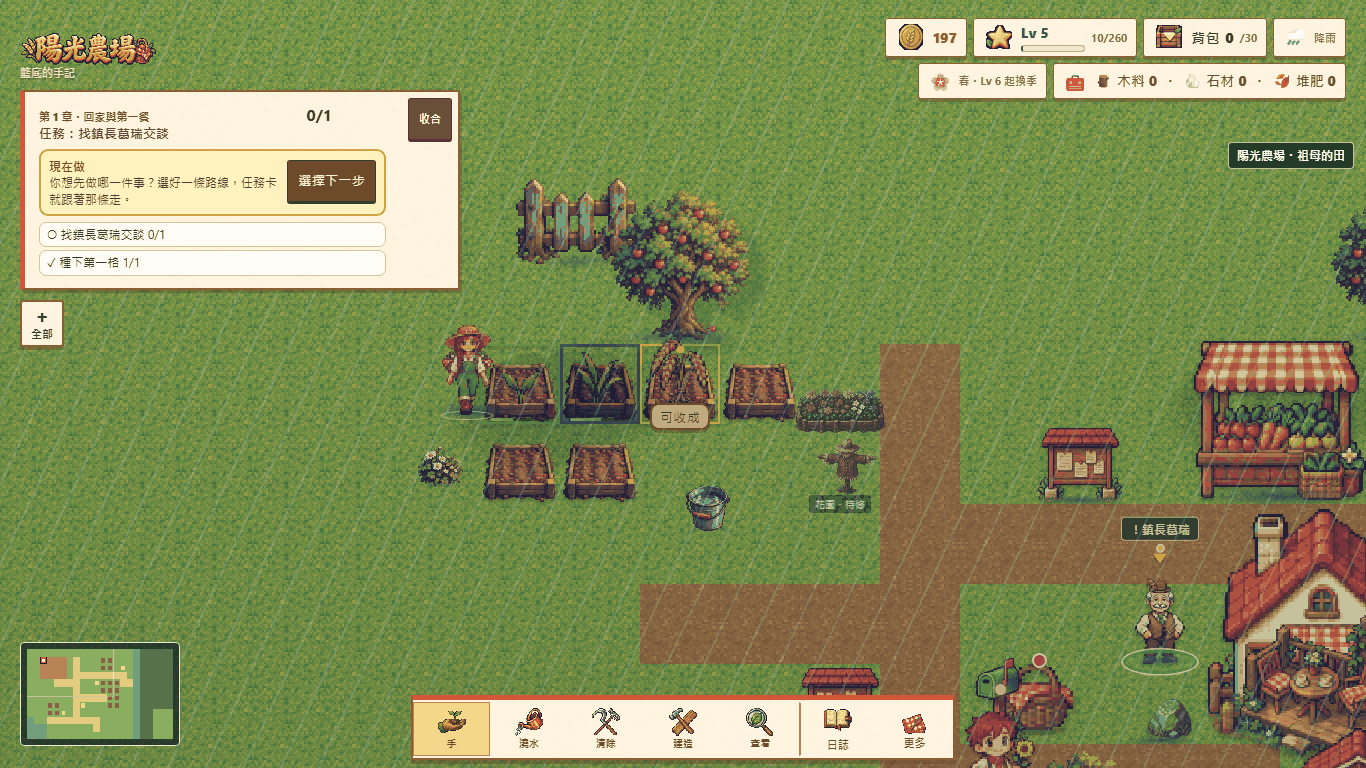 陽光農場
籃底的手記
197
Lv 5
10/260
背包 0 /30
降雨
春・Lv 6 起換季
木料 0 ・ 石材 0 ・ 堆肥 0
陽光農場・祖母的田
第 1 章・回家與第一餐
0/1
收合
任務：找鎮長葛瑞交談
現在做
你想先做哪一件事？選好一條路線，任務卡
就跟著那條走。
選擇下一步
○ 找鎮長葛瑞交談 0/1
✓ 種下第一格 1/1
+
全部
可收成
花園・待修
！鎮長葛瑞
手
澆水
清除
建造
查看
日誌
更多